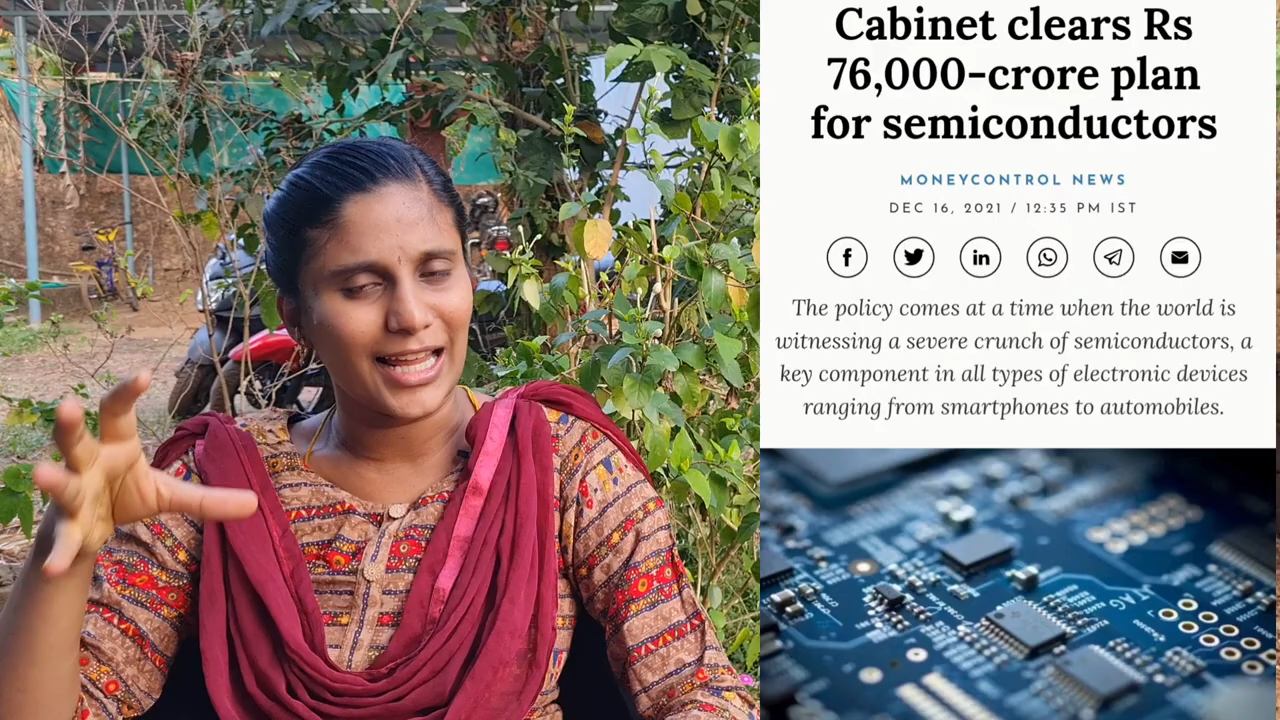 Cabinet clears Rs
76,000-crore plan
for semiconductors
MONEYCONTROL NEWS
DEC 16, 2021 / 12:35 PM IST
The policy comes at a time when the world is
witnessing a severe crunch of semiconductors, a
key component in all types of electronic devices
ranging from smartphones to automobiles.